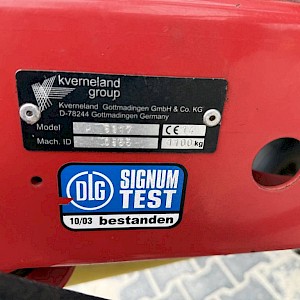 kverneland
group
Kverneland Gottmadingen GmbH & Co. KG
D-78244 Gottmadingen Germany
Model CE
Mach. ID 1100 kg
DLG SIGNUM
TEST
10/03 bestanden